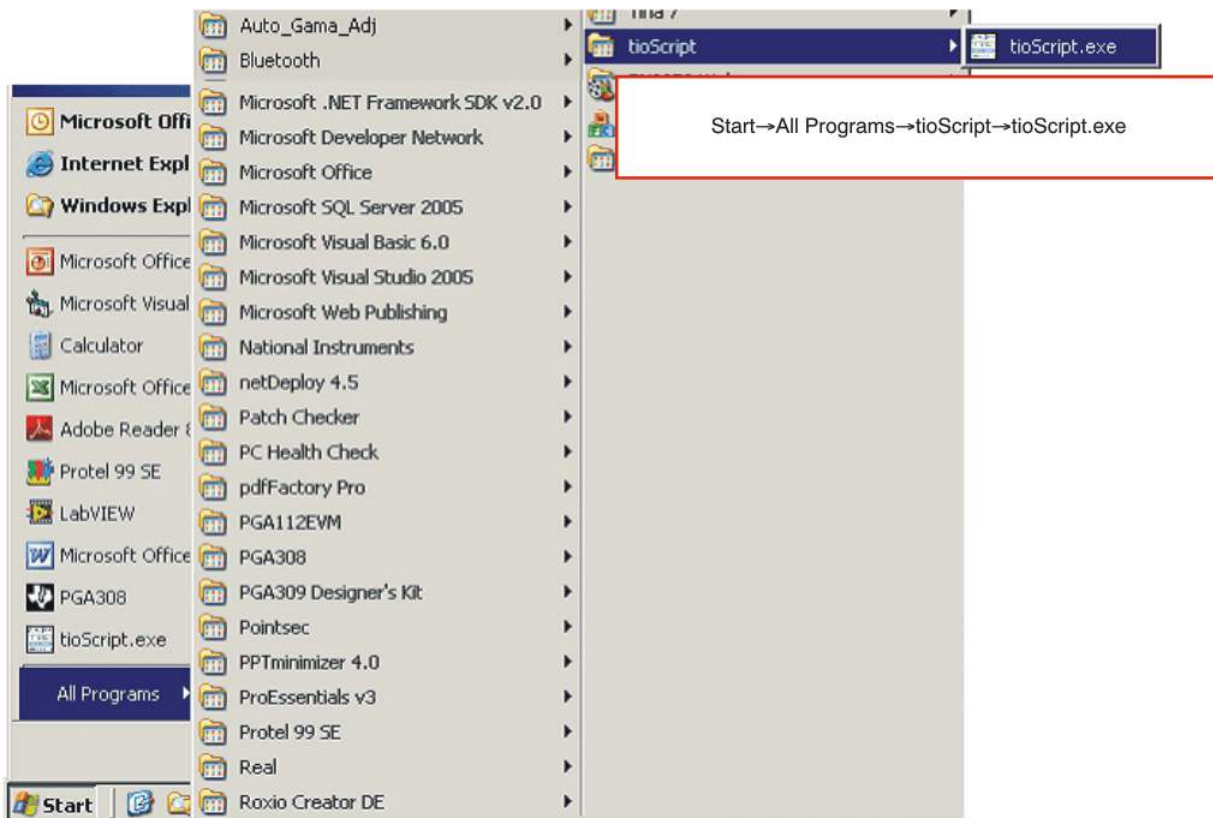 Microsoft Offi
Internet Expl
Windows Expl
Microsoft Office
Microsoft Visual
Calculator
Microsoft Office
Adobe Reader
Protel 99 SE
LabVIEW
Microsoft Office
PGA308
tioScript.exe
All Programs
Start
Auto_Gama_Adj
Bluetooth
Microsoft .NET Framework SDK v2.0
Microsoft Developer Network
Microsoft Office
Microsoft SQL Server 2005
Microsoft Visual Basic 6.0
Microsoft Visual Studio 2005
Microsoft Web Publishing
National Instruments
netDeploy 4.5
Patch Checker
PC Health Check
pdfFactory Pro
PGA112EVM
PGA308
PGA309 Designer's Kit
Pointsec
PPTminimizer 4.0
ProEssentials v3
Protel 99 SE
Real
Roxio Creator DE
Tina 7
tioScript
tioScript.exe
Start→All Programs→tioScript→tioScript.exe